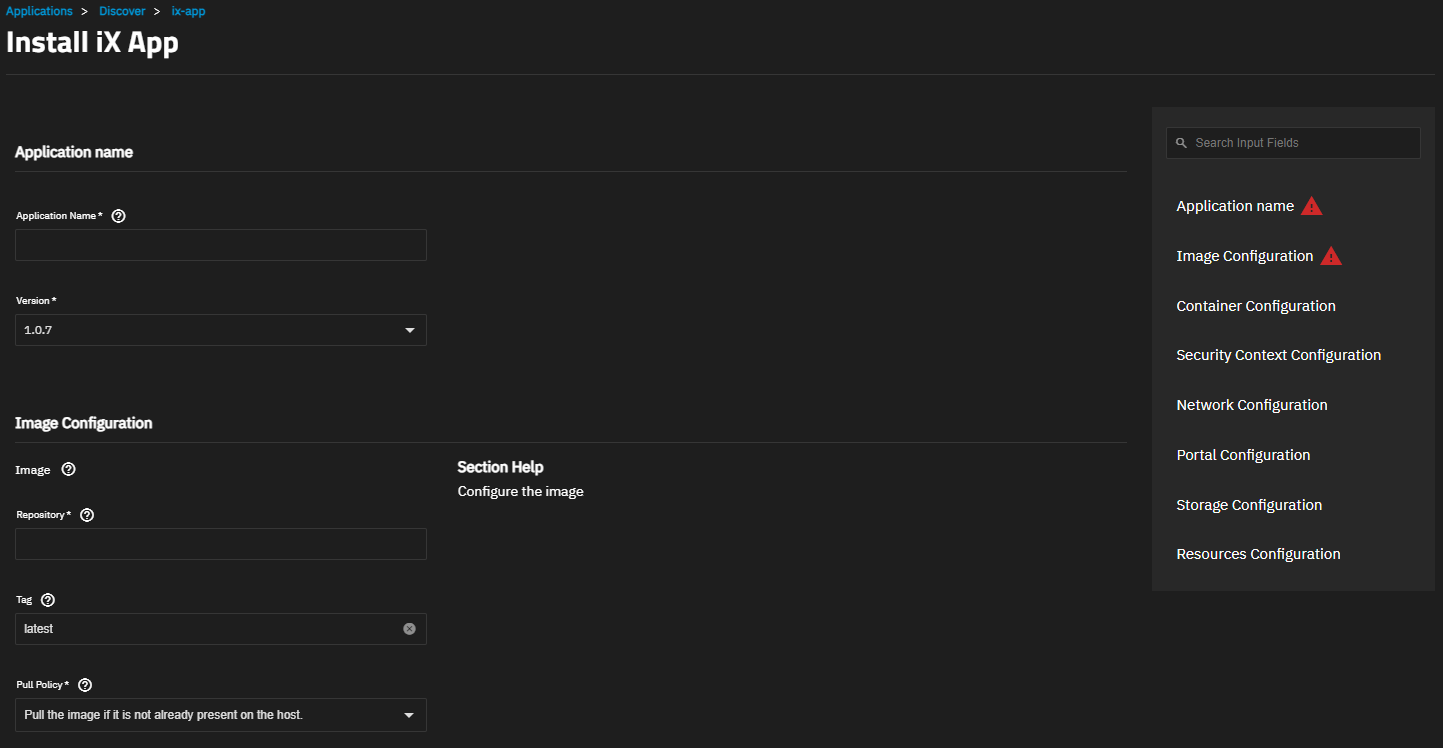 Applications > Discover > ix-app
Install iX App
Application name
Application Name *
Version *
1.0.7
Image Configuration
Image
Repository *
Tag
latest
Pull Policy *
Pull the image if it is not already present on the host.
Section Help
Configure the image
Search Input Fields
Application name
Image Configuration
Container Configuration
Security Context Configuration
Network Configuration
Portal Configuration
Storage Configuration
Resources Configuration